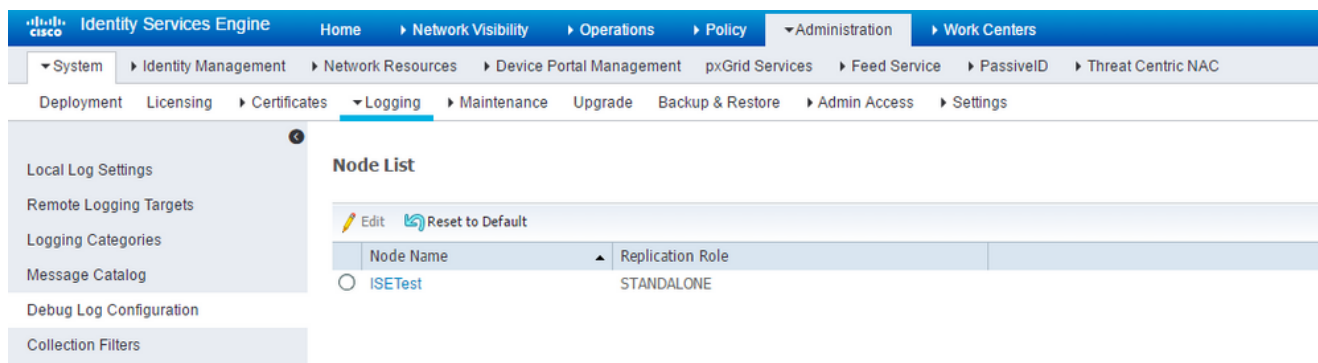 cisco Identity Services Engine Home Network Visibility Operations Policy Administration Work Centers
System Identity Management Network Resources Device Portal Management pxGrid Services Feed Service PassiveID Threat Centric NAC
Deployment Licensing Certificates Logging Maintenance Upgrade Backup & Restore Admin Access Settings
Local Log Settings
Remote Logging Targets
Logging Categories
Message Catalog
Debug Log Configuration
Collection Filters
Node List
Edit Reset to Default
Node Name Replication Role
ISETest STANDALONE